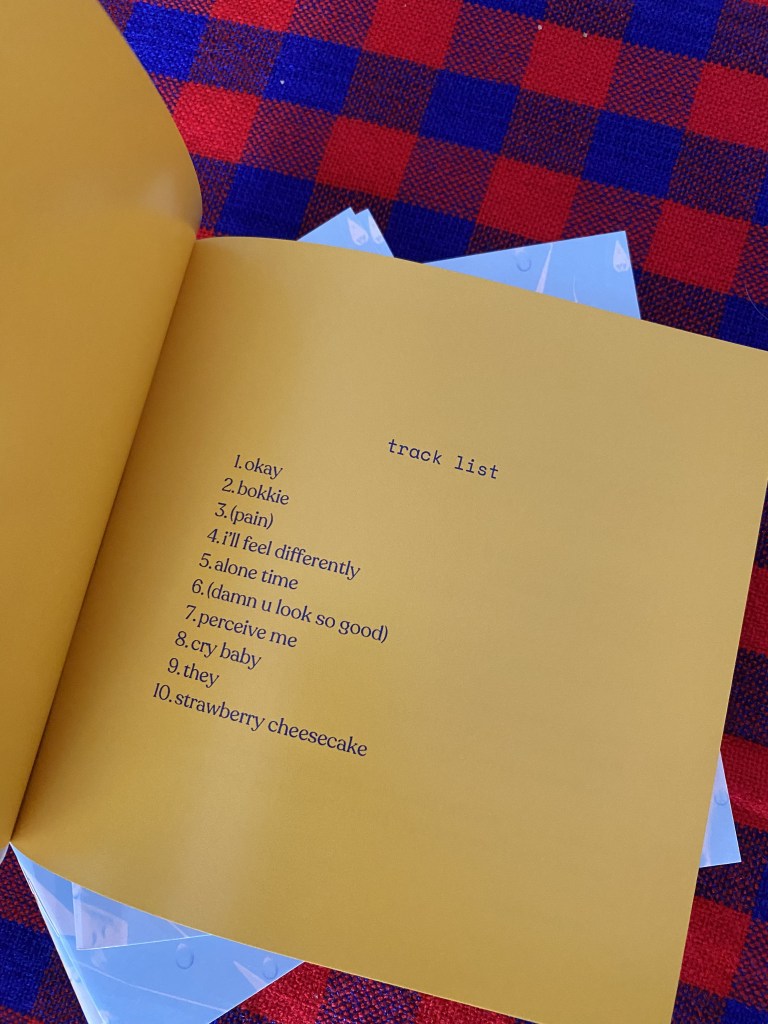 track list
1. okay
2. bokkie
3. (pain)
4. i'll feel differently
5. alone time
6. (damn u look so good)
7. perceive me
8. cry baby
9. they
10. strawberry cheesecake